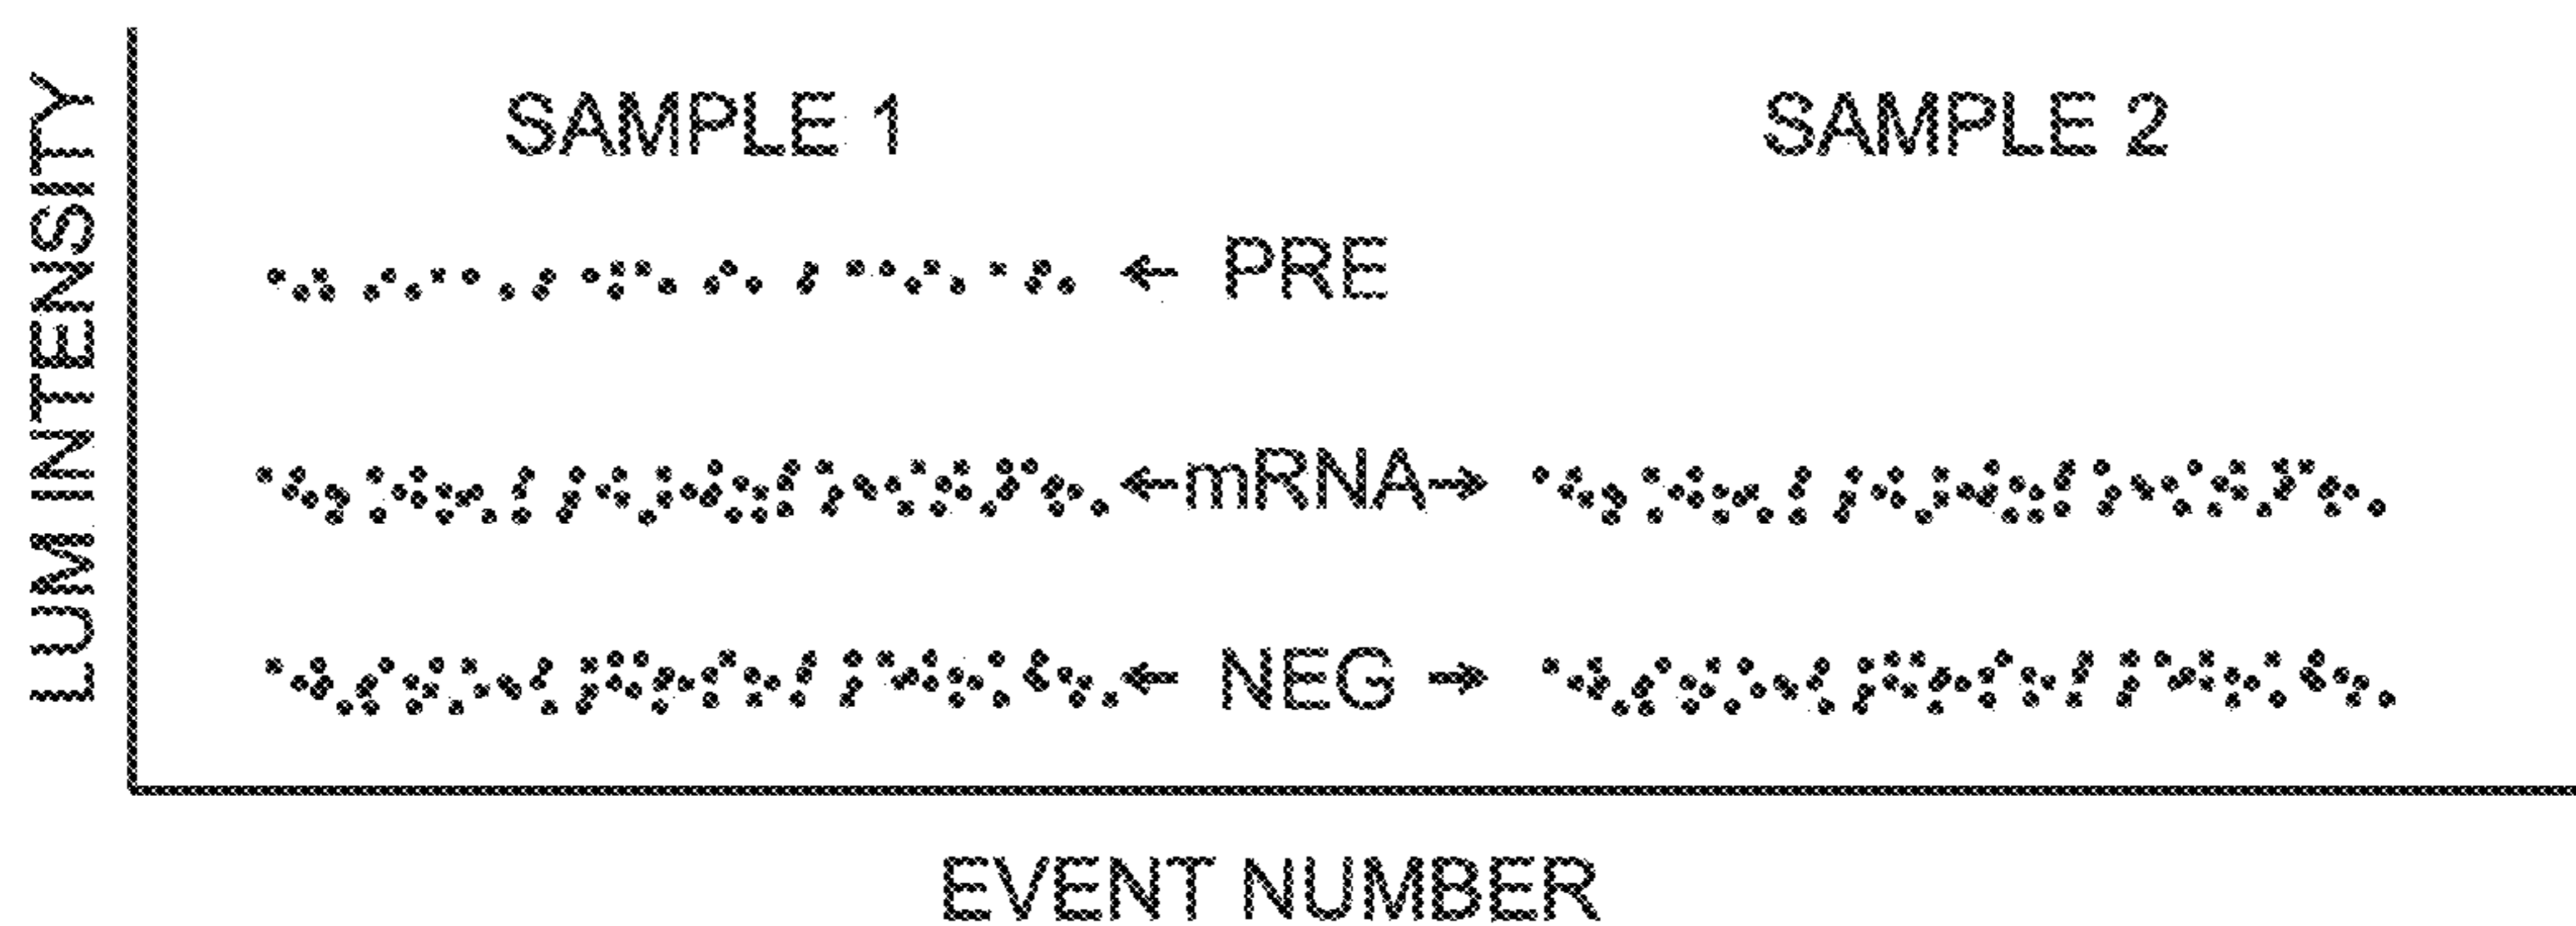 LUM INTENSITY
SAMPLE 1
SAMPLE 2
← PRE
←mRNA→
← NEG →
EVENT NUMBER